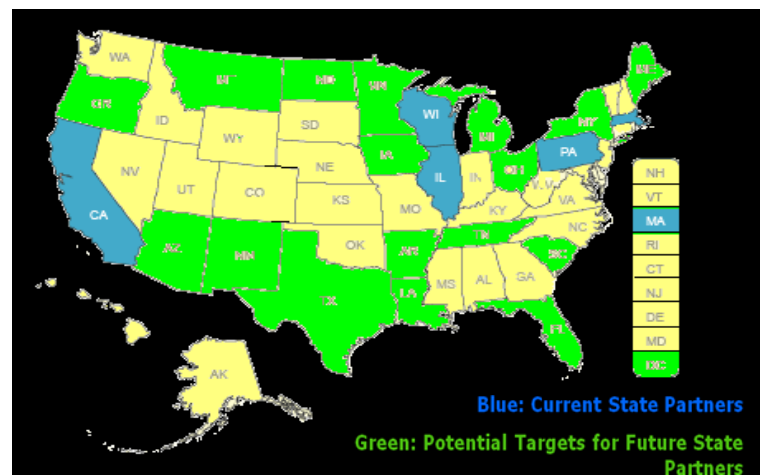 WA
MT
ND
MN
ME
OR
ID
WY
SD
WI
MI
NY
NV
UT
CO
NE
IA
IL
IN
OH
PA
CA
KS
MO
KY
W.V.
VA
AZ
NM
OK
AR
TN
NC
SC
TX
LA
MS
AL
GA
FL
AK
NH
VT
MA
RI
CT
NJ
DE
MD
DC
Blue: Current State Partners
Green: Potential Targets for Future State
Partners